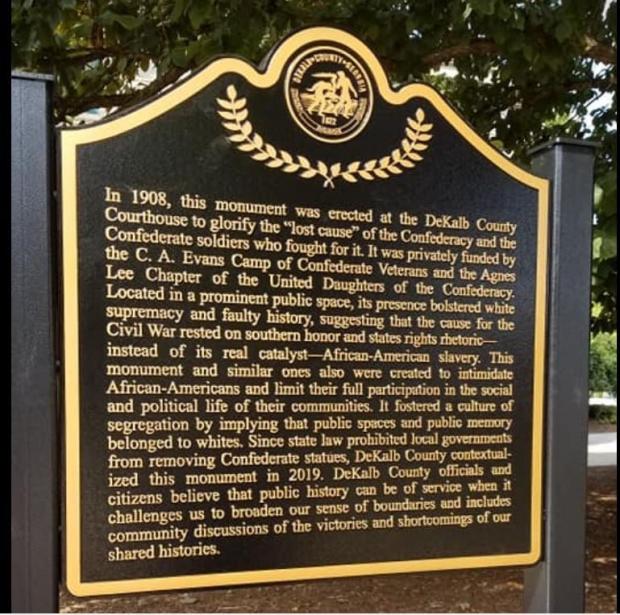 DEKALB COUNTY GEORGIA
1822
In 1908, this monument was erected at the DeKalb County
Courthouse to glorify the “lost cause” of the Confederacy and the
Confederate soldiers who fought for it. It was privately funded by
the C. A. Evans Camp of Confederate Veterans and the Agnes
Lee Chapter of the United Daughters of the Confederacy.
Located in a prominent public space, its presence bolstered white
supremacy and faulty history, suggesting that the cause for the
Civil War rested on southern honor and states rights rhetoric—
instead of its real catalyst—African-American slavery. This
monument and similar ones also were created to intimidate
African-Americans and limit their full participation in the social
and political life of their communities. It fostered a culture of
segregation by implying that public spaces and public memory
belonged to whites. Since state law prohibited local governments
from removing Confederate statues, DeKalb County contextual-
ized this monument in 2019. DeKalb County officials and
citizens believe that public history can be of service when it
challenges us to broaden our sense of boundaries and includes
community discussions of the victories and shortcomings of our
shared histories.